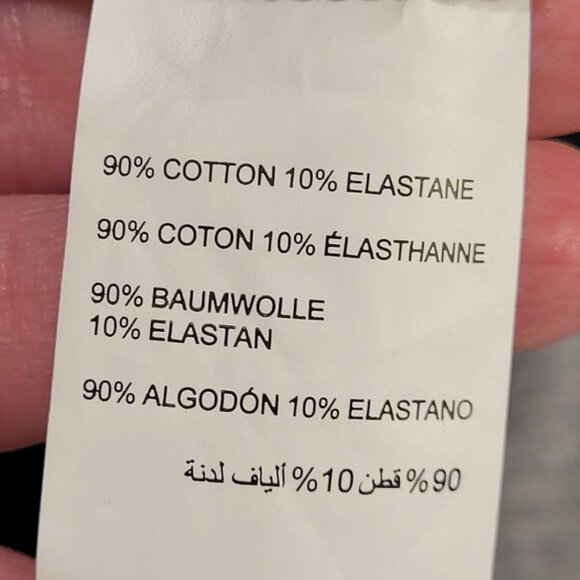 90% COTTON 10% ELASTANE
90% COTON 10% ÉLASTHANNE
90% BAUMWOLLE
10% ELASTAN
90% ALGODÓN 10% ELASTANO
90% قطن 10% ألياف لدنة